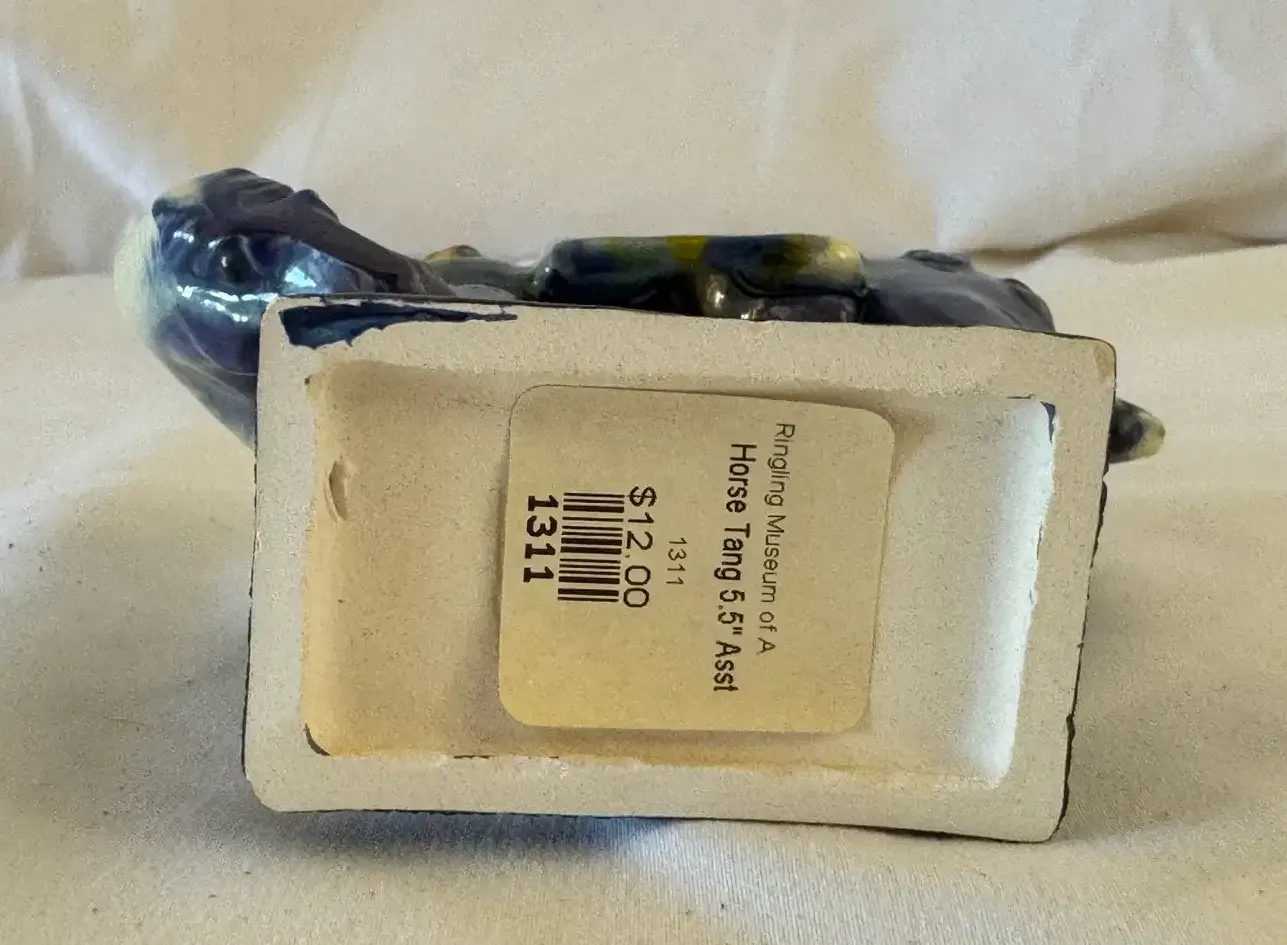 Ringling Museum of A
Horse Tang 5.5" Asst
1311
$12.00
1311